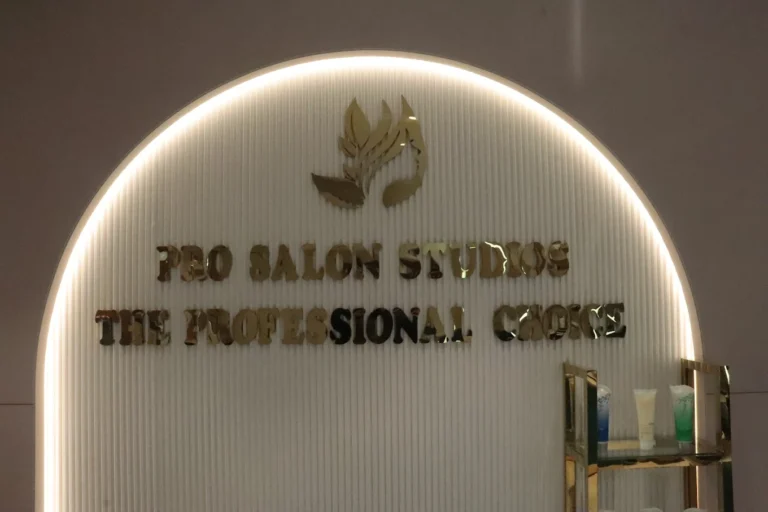 PRO SALON STUDIOS
THE PROFESSIONAL CHOICE